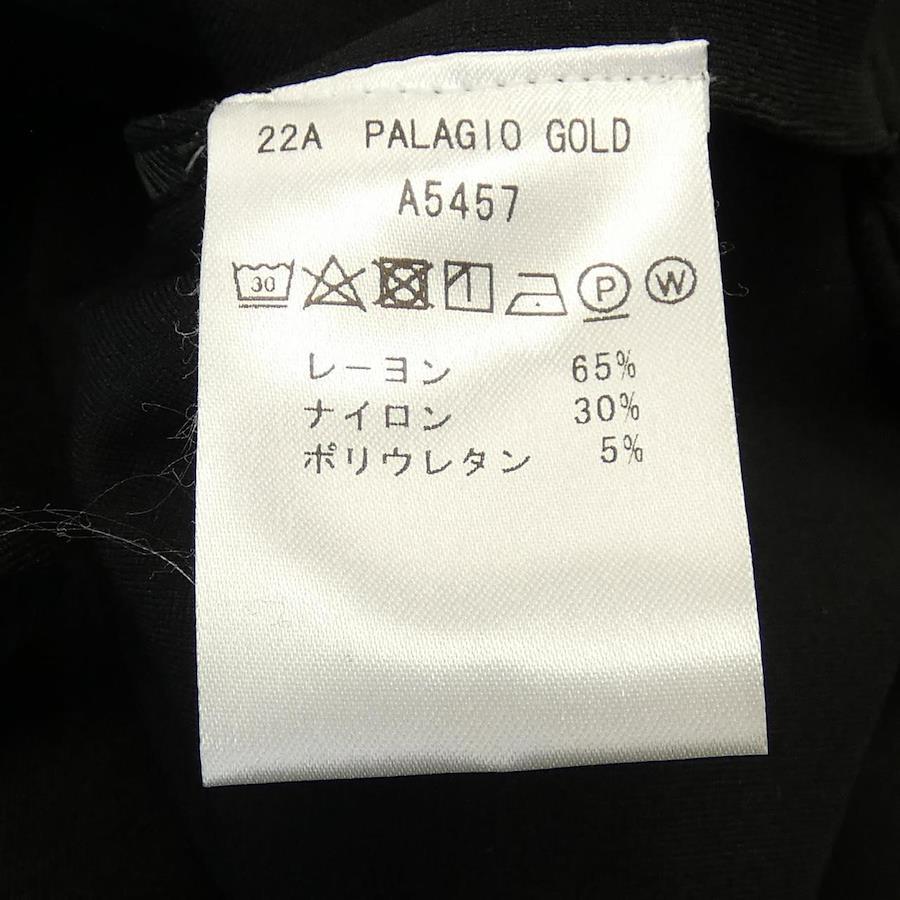 22A PALAGIO GOLD
A5457
30 P W
レーヨン 65%
ナイロン 30%
ポリウレタン 5%